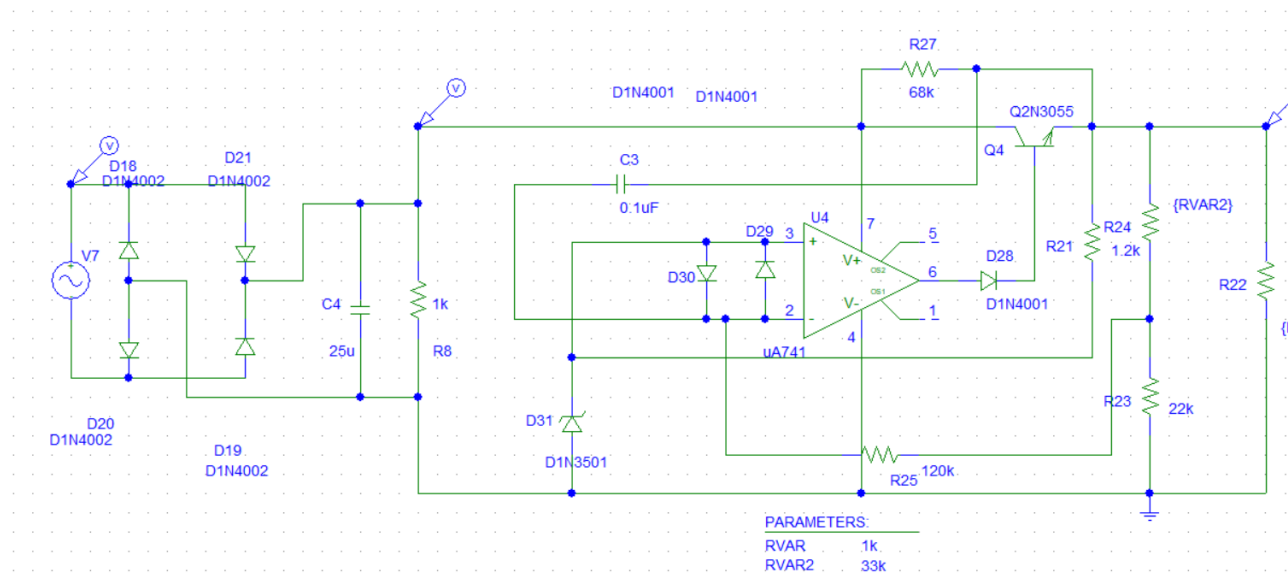 R27
68k
D1N4001
D1N4001
Q2N3055
Q4
V
V
D18
D1N4002
D21
D1N4002
C3
0.1uF
V7
U4
7
3
+
D29
5
OS2
V+
D30
6
D28
D1N4001
OS1
V-
2
-
1
4
uA741
R21
R24
1.2k
{RVAR2}
R22
C4
25u
1k
R8
D31
D1N3501
R23
22k
R25
120k
D20
D1N4002
D19
D1N4002
PARAMETERS:
RVAR 1k
RVAR2 33k